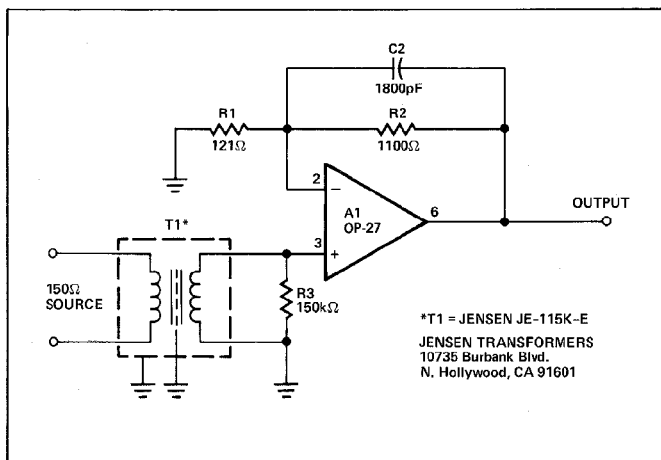 C2
1800pF
R1
121Ω
R2
1100Ω
2
−
A1
OP-27
6
OUTPUT
T1*
3
+
150Ω
SOURCE
R3
150kΩ
*T1 = JENSEN JE-115K-E
JENSEN TRANSFORMERS
10735 Burbank Blvd.
N. Hollywood, CA 91601